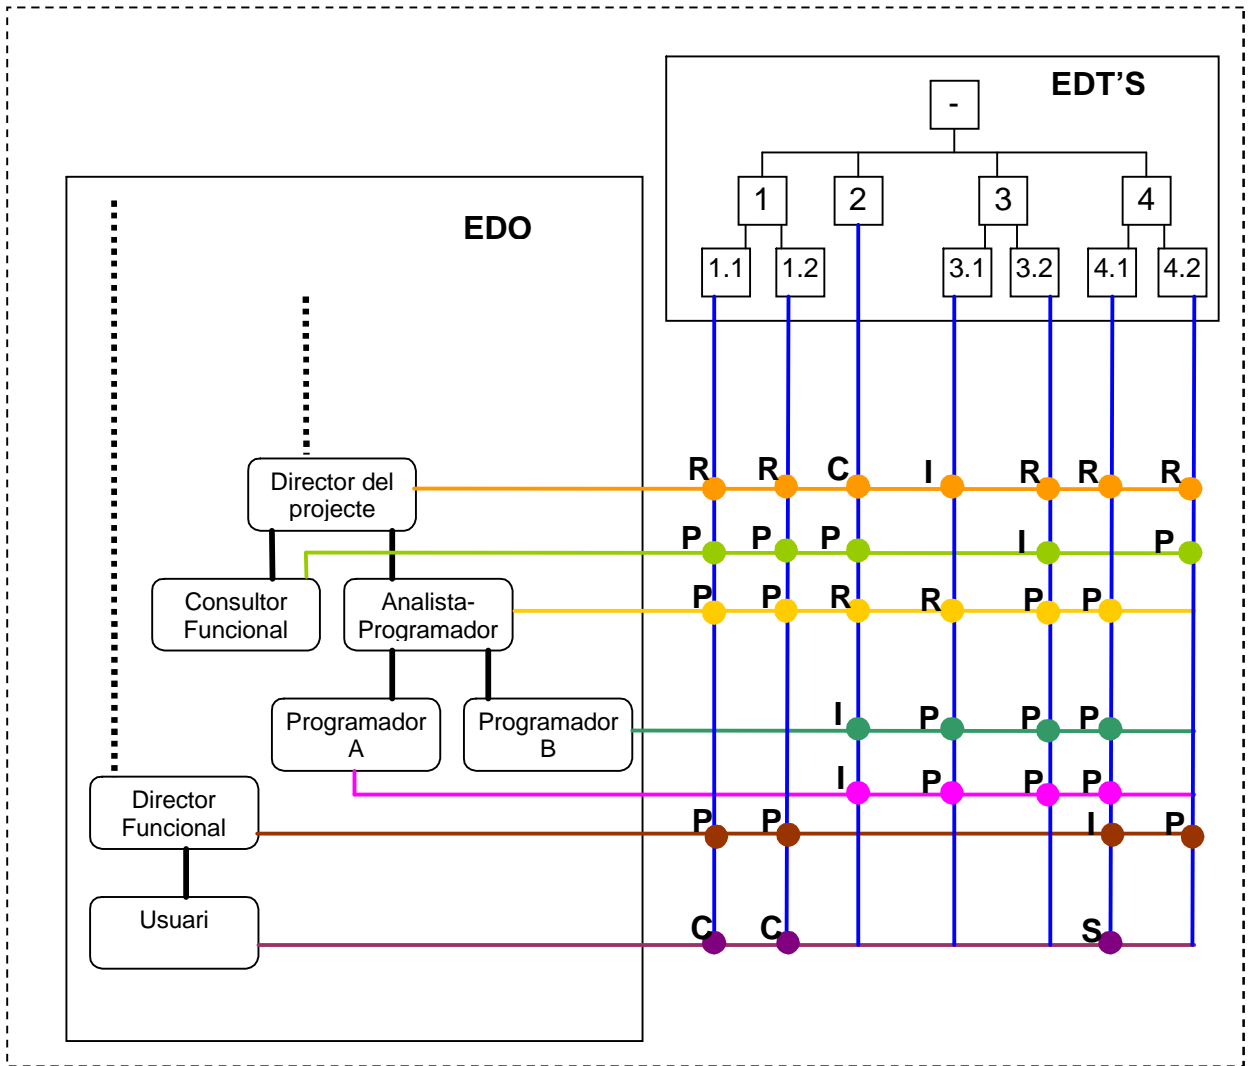 EDT'S
-
1
2
3
4
1.1
1.2
3.1
3.2
4.1
4.2
EDO
Director del
projecte
R
R
C
I
R
R
R
Consultor
Funcional
P
P
P
I
P
Analista-
Programador
P
P
R
R
P
P
Programador
A
Programador
B
I
P
P
P
I
P
P
P
Director
Funcional
P
P
I
P
Usuari
C
C
S